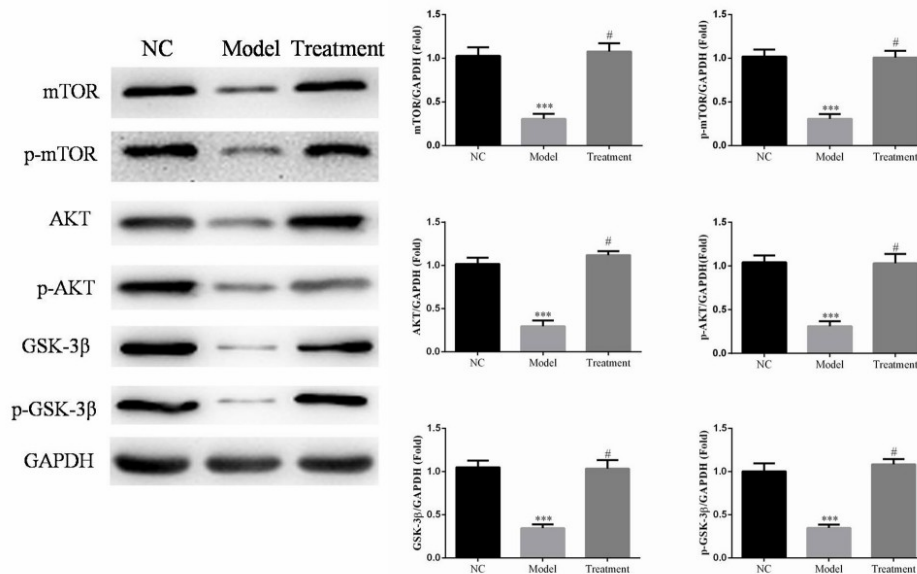 NC Model Treatment
mTOR
p-mTOR
AKT
p-AKT
GSK-3β
p-GSK-3β
GAPDH
mTOR/GAPDH (Fold)
1.5
1.0
0.5
0.0
***
#
NC Model Treatment
p-mTOR/GAPDH (Fold)
1.5
1.0
0.5
0.0
***
#
NC Model Treatment
AKT/GAPDH (Fold)
1.5
1.0
0.5
0.0
***
#
NC Model Treatment
p-AKT/GAPDH(Fold)
1.5
1.0
0.5
0.0
***
#
NC Model Treatment
GSK-3β/GAPDH (Fold)
1.5
1.0
0.5
0.0
***
#
NC Model Treatment
p-GSK-3β/GAPDH (Fold)
1.5
1.0
0.5
0.0
***
#
NC Model Treatment